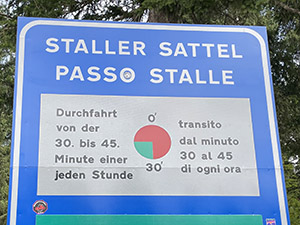 STALLER SATTEL
PASSO STALLE
Durchfahrt
von der
30. bis 45.
Minute einer
jeden Stunde
0'
30'
transito
dal minuto
30 al 45
di ogni ora